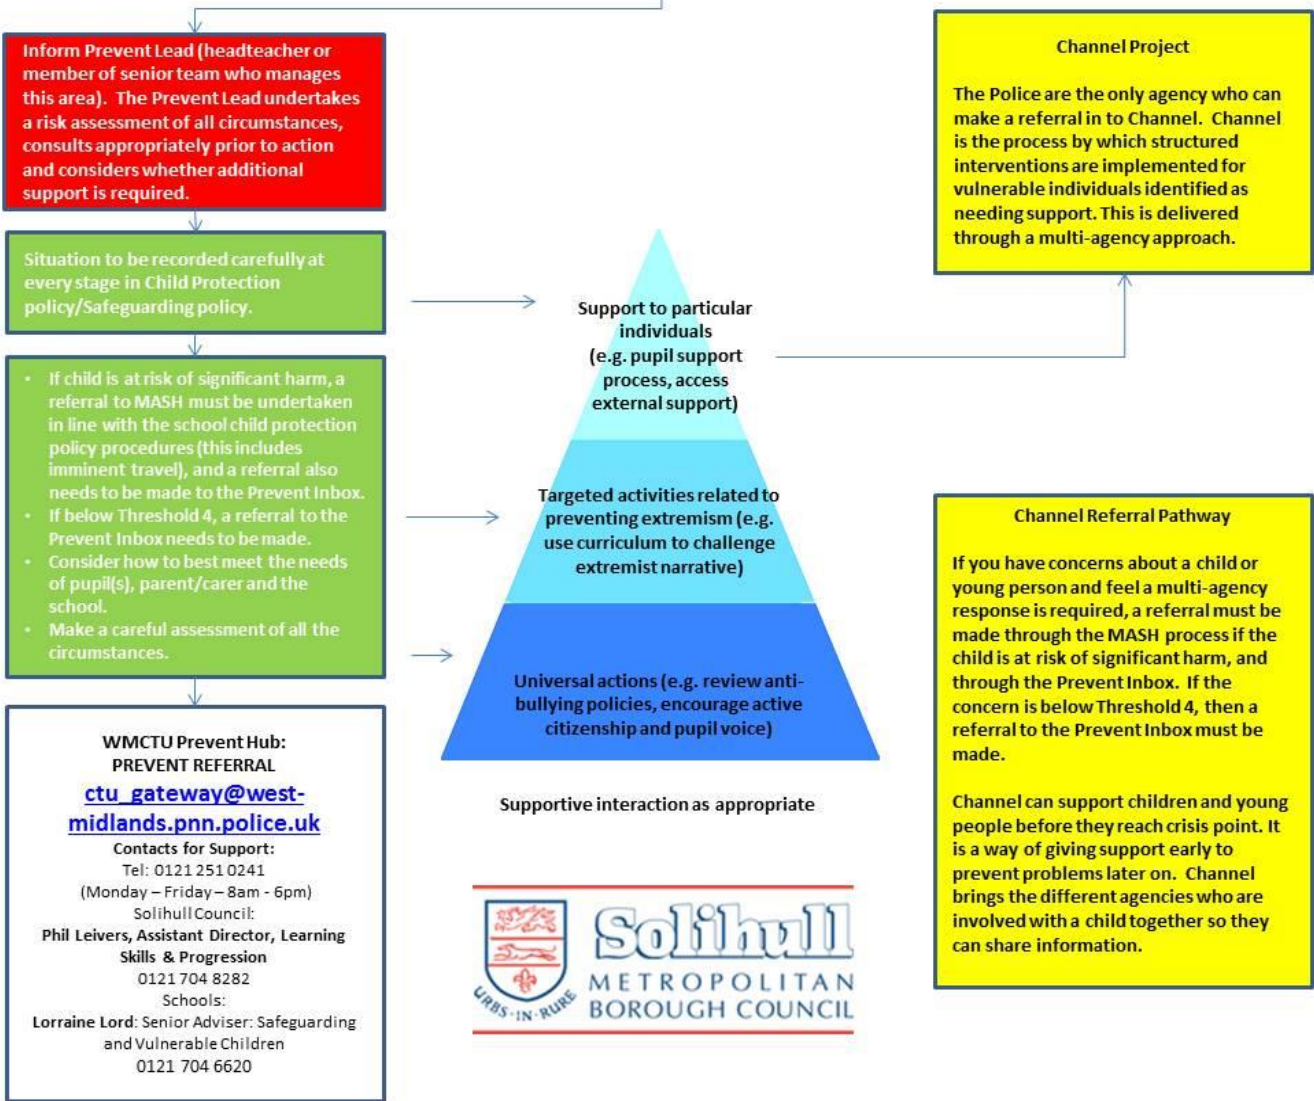 Inform Prevent Lead (headteacher or
member of senior team who manages
this area). The Prevent Lead undertakes
a risk assessment of all circumstances,
consults appropriately prior to action
and considers whether additional
support is required.
Situation to be recorded carefully at
every stage in Child Protection
policy/Safeguarding policy.
• If child is at risk of significant harm, a
referral to MASH must be undertaken
in line with the school child protection
policy procedures (this includes
imminent travel), and a referral also
needs to be made to the Prevent Inbox.
• If below Threshold 4, a referral to the
Prevent Inbox needs to be made.
• Consider how to best meet the needs
of pupil(s), parent/carer and the
school.
• Make a careful assessment of all the
circumstances.
WMCTU Prevent Hub:
PREVENT REFERRAL
ctu_gateway@west-
midlands.pnn.police.uk
Contacts for Support:
Tel: 0121 251 0241
(Monday – Friday – 8am - 6pm)
Solihull Council:
Phil Leivers, Assistant Director, Learning
Skills & Progression
0121 704 8282
Schools:
Lorraine Lord: Senior Adviser: Safeguarding
and Vulnerable Children
0121 704 6620
Support to particular
individuals
(e.g. pupil support
process, access
external support)
Targeted activities related to
preventing extremism (e.g.
use curriculum to challenge
extremist narrative)
Universal actions (e.g. review anti-
bullying policies, encourage active
citizenship and pupil voice)
Supportive interaction as appropriate
URBS·IN·RURE
Solihull
METROPOLITAN
BOROUGH COUNCIL
Channel Project
The Police are the only agency who can
make a referral in to Channel. Channel
is the process by which structured
interventions are implemented for
vulnerable individuals identified as
needing support. This is delivered
through a multi-agency approach.
Channel Referral Pathway
If you have concerns about a child or
young person and feel a multi-agency
response is required, a referral must be
made through the MASH process if the
child is at risk of significant harm, and
through the Prevent Inbox. If the
concern is below Threshold 4, then a
referral to the Prevent Inbox must be
made.
Channel can support children and young
people before they reach crisis point. It
is a way of giving support early to
prevent problems later on. Channel
brings the different agencies who are
involved with a child together so they
can share information.